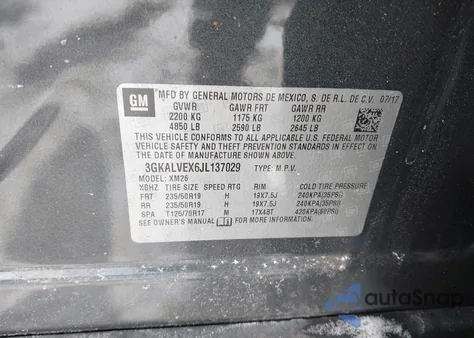 GM
MFD BY GENERAL MOTORS DE MEXICO, S. DE R.L. DE C.V. 07/17
GVWR GAWR FRT GAWR RR
2200 KG 1175 KG 1200 KG
4850 LB 2590 LB 2645 LB
THIS VEHICLE CONFORMS TO ALL APPLICABLE U.S. FEDERAL MOTOR
VEHICLE SAFETY AND THEFT PREVENTION STANDARDS IN EFFECT
ON THE DATE OF MANUFACTURE SHOWN ABOVE.
3GKALVEX6JL137029 TYPE: M.P.V.
MODEL: XM26
XBHZ TIRE SIZE SPEED RTG RIM COLD TIRE PRESSURE
FRT 235/50R19 H 19X7.5J 240KPA(35PSI)
RR 235/50R19 H 19X7.5J 240KPA(35PSI)
SPA T125/70R17 M 17X4BT 420KPA(60PSI)
SEE OWNER'S MANUAL FOR ADDITIONAL INFORMATION.
autoSnap